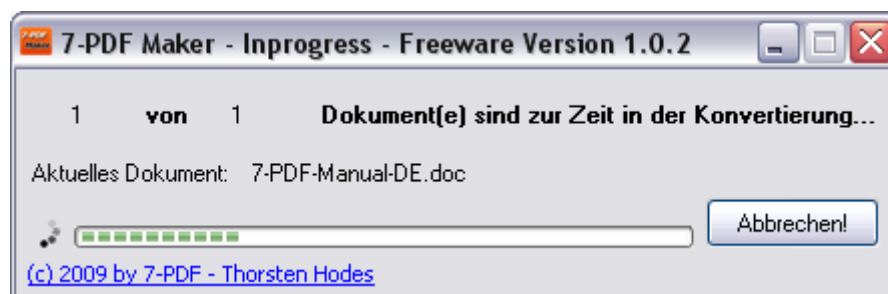 7-PDF Maker - Inprogress - Freeware Version 1.0.2
1 von 1 Dokument(e) sind zur Zeit in der Konvertierung...
Aktuelles Dokument: 7-PDF-Manual-DE.doc
Abbrechen!
(c) 2009 by 7-PDF - Thorsten Hodes